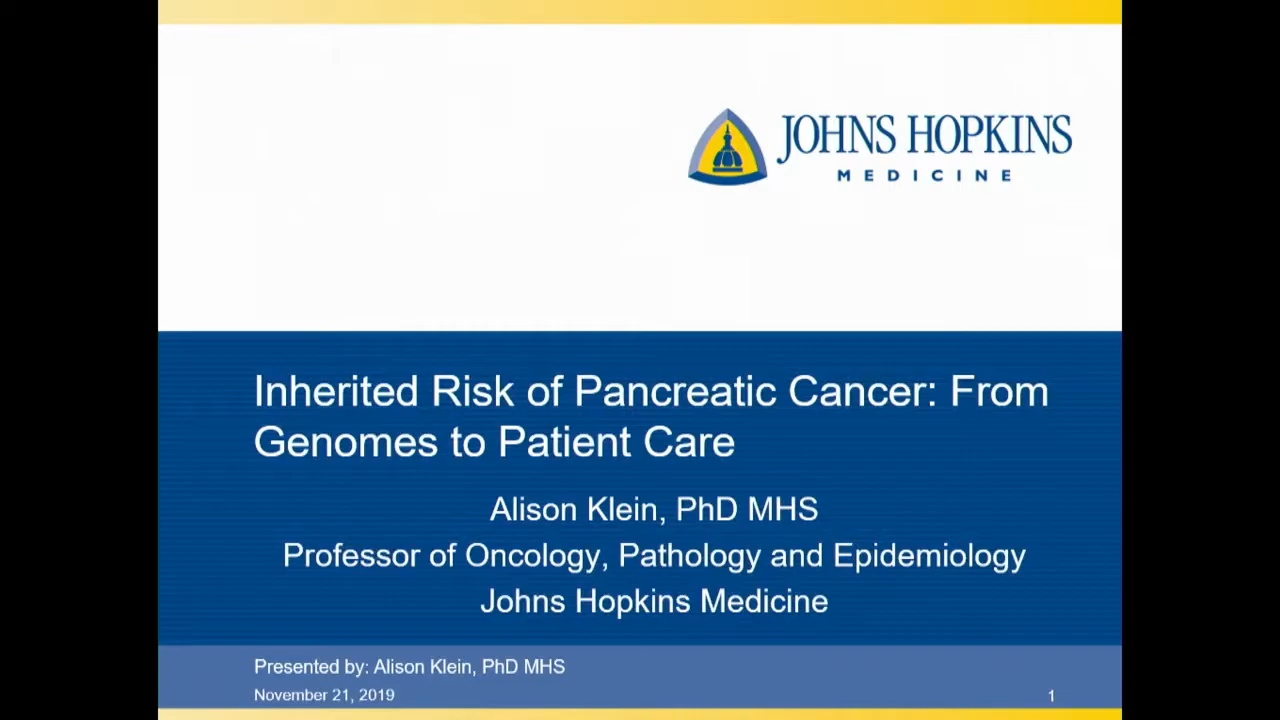 JOHNS HOPKINS
MEDICINE
Inherited Risk of Pancreatic Cancer: From
Genomes to Patient Care
Alison Klein, PhD MHS
Professor of Oncology, Pathology and Epidemiology
Johns Hopkins Medicine
Presented by: Alison Klein, PhD MHS
November 21, 2019
1